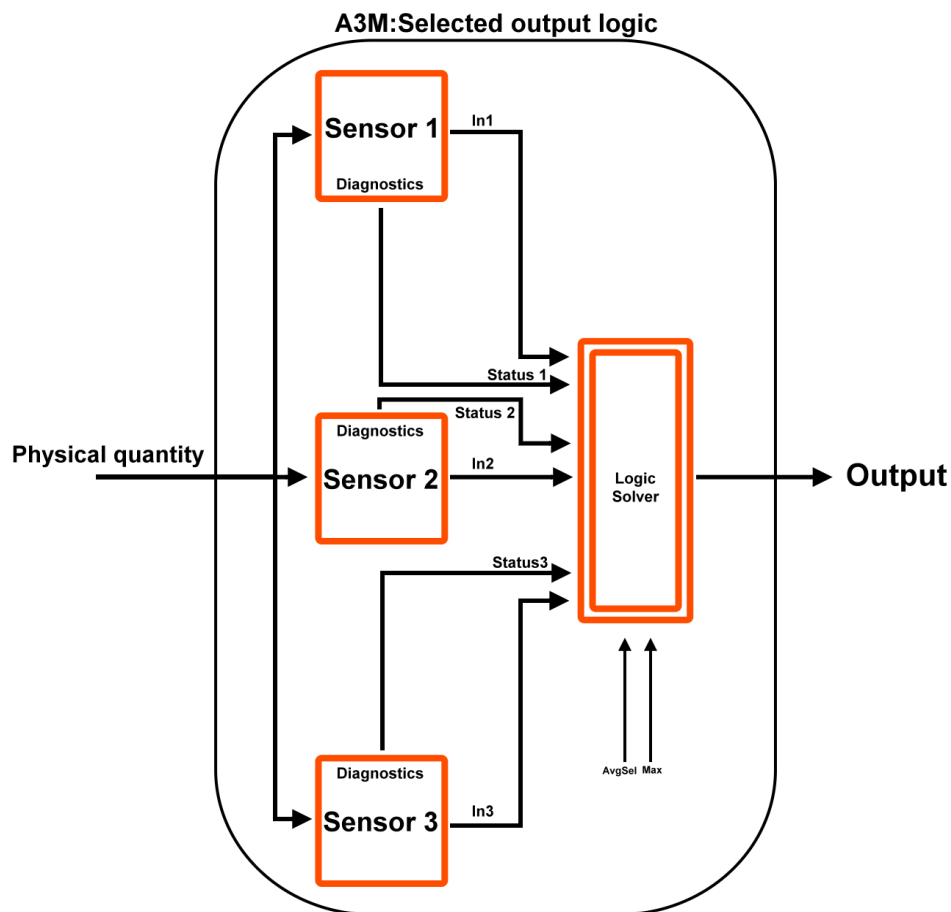 A3M:Selected output logic
Sensor 1
In1
Diagnostics
Status 1
Status 2
Diagnostics
Physical quantity
Sensor 2
In2
Logic
Solver
Output
Status3
Diagnostics
Sensor 3
In3
AvgSel
Max